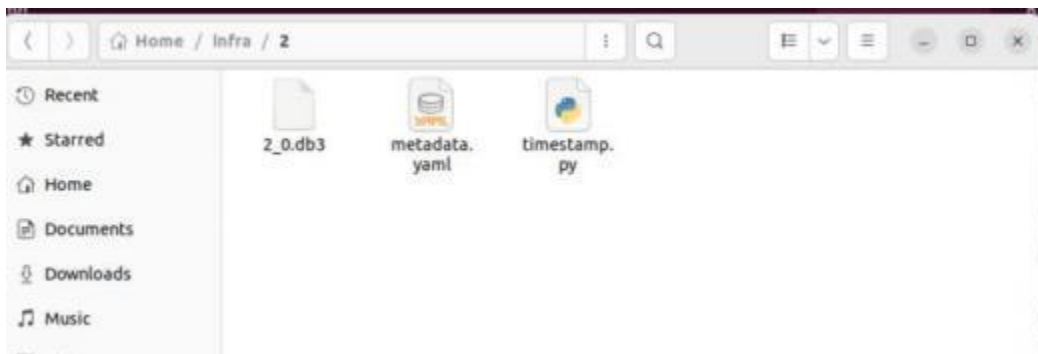 Home / Infra / 2
Recent
Starred
Home
Documents
Downloads
Music
2_0.db3
metadata.
yaml
timestamp.
py